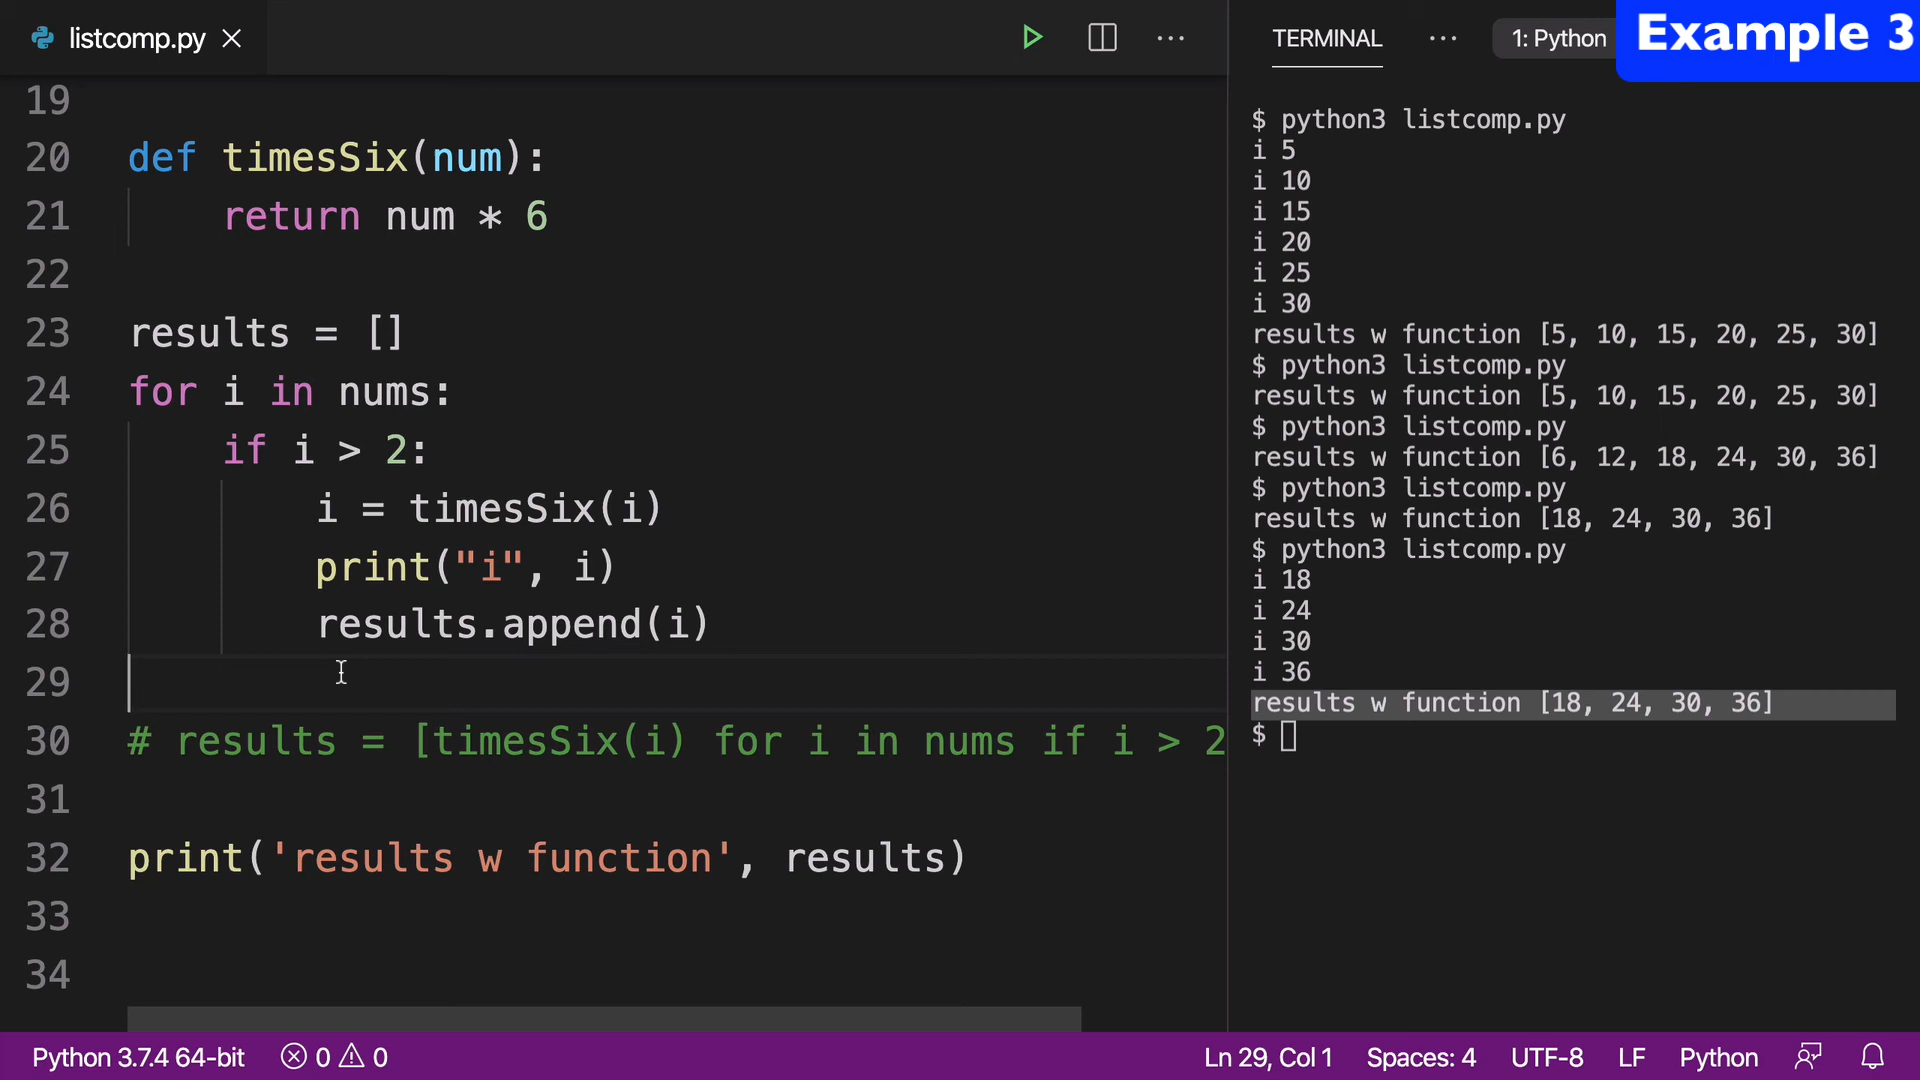 listcomp.py
TERMINAL
1: Python
Example 3
19
20 def timesSix(num):
21 return num * 6
22
23 results = []
24 for i in nums:
25 if i > 2:
26 i = timesSix(i)
27 print("i", i)
28 results.append(i)
29
30 # results = [timesSix(i) for i in nums if i > 2
31
32 print('results w function', results)
33
34
$ python3 listcomp.py
i 5
i 10
i 15
i 20
i 25
i 30
results w function [5, 10, 15, 20, 25, 30]
$ python3 listcomp.py
results w function [5, 10, 15, 20, 25, 30]
$ python3 listcomp.py
results w function [6, 12, 18, 24, 30, 36]
$ python3 listcomp.py
results w function [18, 24, 30, 36]
$ python3 listcomp.py
i 18
i 24
i 30
i 36
results w function [18, 24, 30, 36]
$
Python 3.7.4 64-bit 0 0 Ln 29, Col 1 Spaces: 4 UTF-8 LF Python